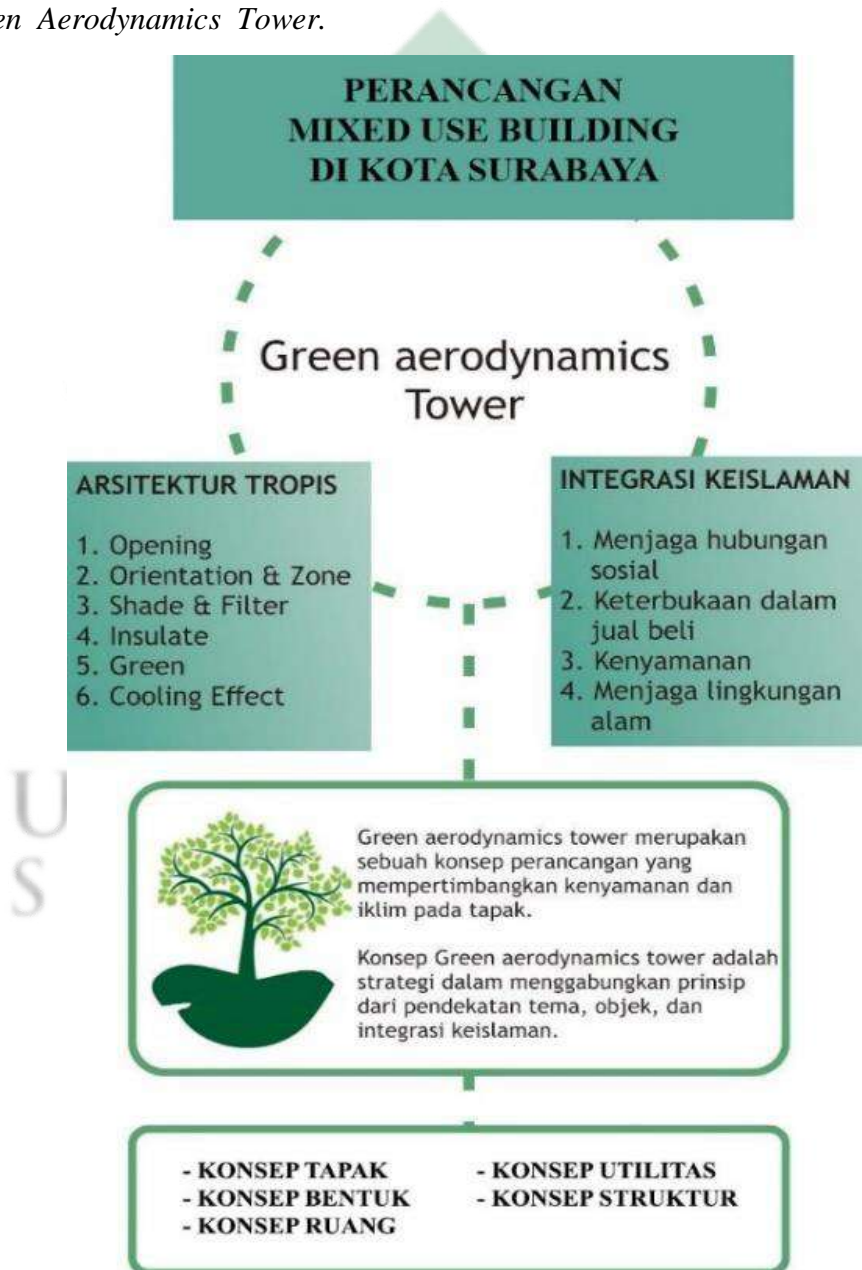 en Aerodynamics Tower.
PERANCANGAN
MIXED USE BUILDING
DI KOTA SURABAYA
Green aerodynamics
Tower
ARSITEKTUR TROPIS
1. Opening
2. Orientation & Zone
3. Shade & Filter
4. Insulate
5. Green
6. Cooling Effect
INTEGRASI KEISLAMAN
1. Menjaga hubungan
sosial
2. Keterbukaan dalam
jual beli
3. Kenyamanan
4. Menjaga lingkungan
alam
U
S
Green aerodynamics tower merupakan
sebuah konsep perancangan yang
mempertimbangkan kenyamanan dan
iklim pada tapak.
Konsep Green aerodynamics tower adalah
strategi dalam menggabungkan prinsip
dari pendekatan tema, objek, dan
integrasi keislaman.
- KONSEP TAPAK
- KONSEP BENTUK
- KONSEP RUANG
- KONSEP UTILITAS
- KONSEP STRUKTUR